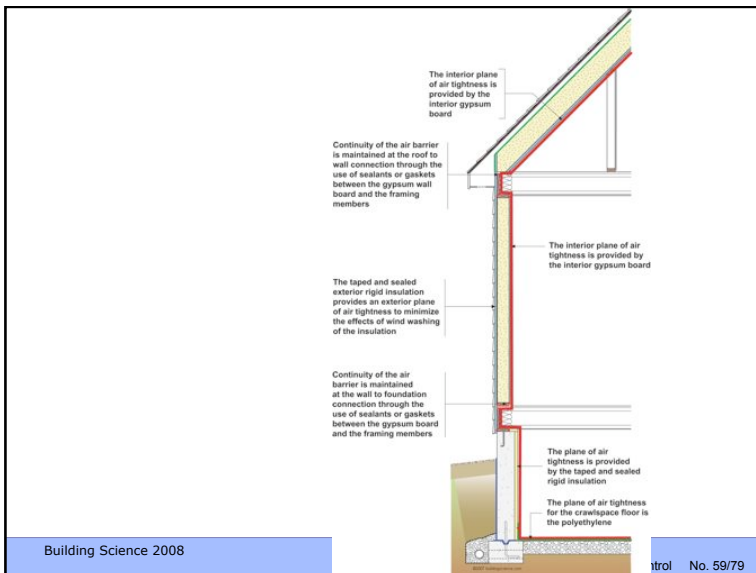 The interior plane
of air tightness is
provided by the
interior gypsum
board
Continuity of the air barrier
is maintained at the roof to
wall connection through the
use of sealants or gaskets
between the gypsum wall
board and the framing
members
The interior plane of air
tightness is provided by
the interior gypsum board
The taped and sealed
exterior rigid insulation
provides an exterior plane
of air tightness to minimize
the effects of wind washing
of the insulation
Continuity of the air
barrier is maintained
at the wall to foundation
connection through the
use of sealants or gaskets
between the gypsum board
and the framing members
The plane of air
tightness is provided
by the taped and sealed
rigid insulation
The plane of air tightness
for the crawlspace floor is
the polyethylene
©2007 buildingscience.com
Building Science 2008
ntrol No. 59/79